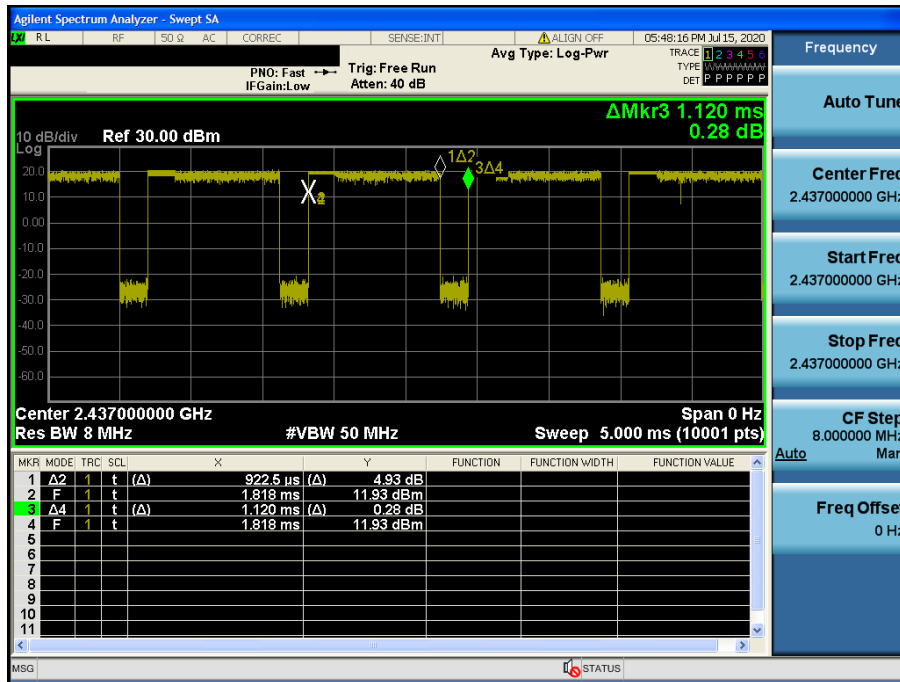 Agilent Spectrum Analyzer - Swept SA
LXI RL RF 50 Ω AC CORREC SENSE:INT ALIGN OFF 05:48:16 PM Jul 15, 2020
Avg Type: Log-Pwr TRACE 1 2 3 4 5 6
PNO: Fast Trig: Free Run TYPE WWWWWW
IFGain:Low Atten: 40 dB DET P P P P P P
ΔMkr3 1.120 ms
10 dB/div Ref 30.00 dBm 0.28 dB
Log
20.0
10.0
0.00
-10.0
-20.0
-30.0
-40.0
-50.0
-60.0
1Δ2
3Δ4
Center 2.437000000 GHz Span 0 Hz
Res BW 8 MHz #VBW 50 MHz Sweep 5.000 ms (10001 pts)
MKR MODE TRC SCL X Y FUNCTION FUNCTION WIDTH FUNCTION VALUE
1 Δ2 1 t (Δ) 922.5 µs (Δ) 4.93 dB
2 F 1 t 1.818 ms 11.93 dBm
3 Δ4 1 t (Δ) 1.120 ms (Δ) 0.28 dB
4 F 1 t 1.818 ms 11.93 dBm
5
6
7
8
9
10
11
MSG STATUS
Frequency
Auto Tune
Center Freq
2.437000000 GHz
Start Freq
2.437000000 GHz
Stop Freq
2.437000000 GHz
CF Step
8.000000 MHz
Auto Man
Freq Offset
0 Hz